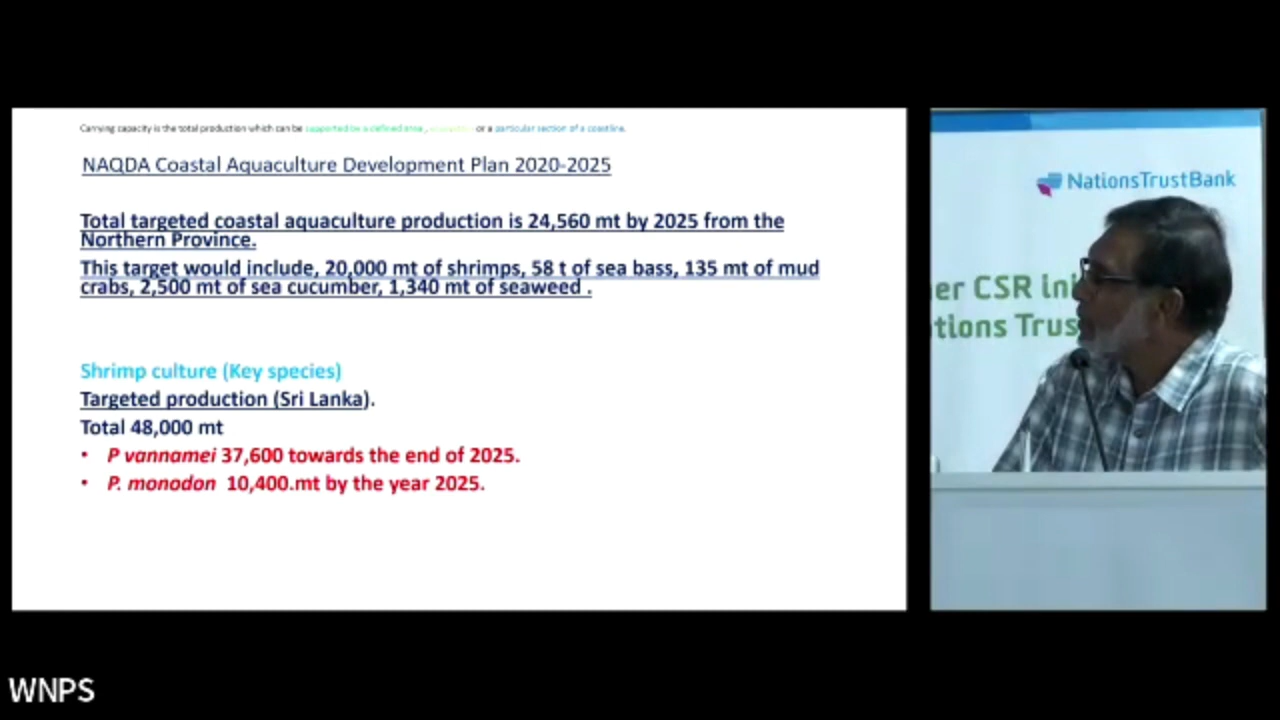 Carrying capacity is the total production which can be supported by a defined area , or a particular section of a coastline.
NAQDA Coastal Aquaculture Development Plan 2020-2025
Total targeted coastal aquaculture production is 24,560 mt by 2025 from the
Northern Province.
This target would include, 20,000 mt of shrimps, 58 t of sea bass, 135 mt of mud
crabs, 2,500 mt of sea cucumber, 1,340 mt of seaweed .
Shrimp culture (Key species)
Targeted production (Sri Lanka).
Total 48,000 mt
• P vannamei 37,600 towards the end of 2025.
• P. monodon 10,400.mt by the year 2025.
NationsTrustBank
er CSR ini
tions Trus
WNPS